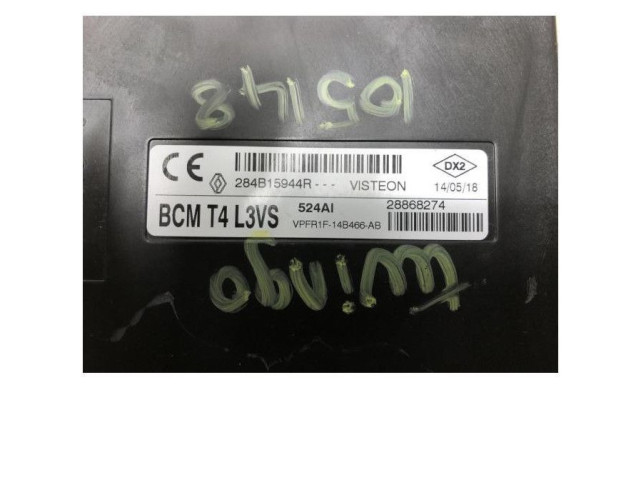 105148
CE 284B15944R - - - VISTEON DX2 14/05/18
BCM T4 L3VS 524AI 28868274
VPFR1F-14B466-AB
twingo